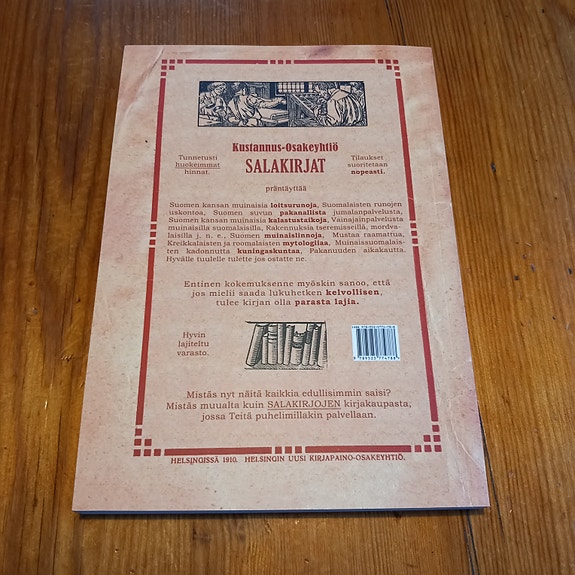 Kustannus-Osakeyhtiö
Tunnetusti
huokeimmat
hinnat.
SALAKIRJAT
Tilaukset
suoritetaan
nopeasti.
präntäyttää
Suomen kansan muinaisia loitsurunoja, Suomalaisten runojen
uskontoa, Suomen suvun pakanallista jumalanpalvelusta,
Suomen kansan muinaisia kalastustaikoja, Väinajainpalvelusta
muinaisilla suomalaisilla, Rakennuksia tseremisseillä, mordva-
laisilla j. n. e., Suomen muinaislinnoja, Mustaa raamattua,
Kreikkalaisten ja roomalaisten mytologiiaa, Muinaissuomalais-
ten kadonnutta kuningaskuntaa, Pakanuuden aikakautta.
Hyvälle tuulelle tulette jos ostatte ne.
Entinen kokemuksenne myöskin sanoo, että
jos mielii saada lukuhetken kelvollisen,
tulee kirjan olla parasta lajia.
Hyvin
lajiteltu
varasto.
Mistäs nyt näitä kaikkia edullisimmin saisi?
Mistäs muualta kuin SALAKIRJOJEN kirjakaupasta,
jossa Teitä puhelimillakin palvellaan.
HELSINGISSÄ 1910. HELSINGIN UUSI KIRJAPAINO-OSAKEYHTIÖ.